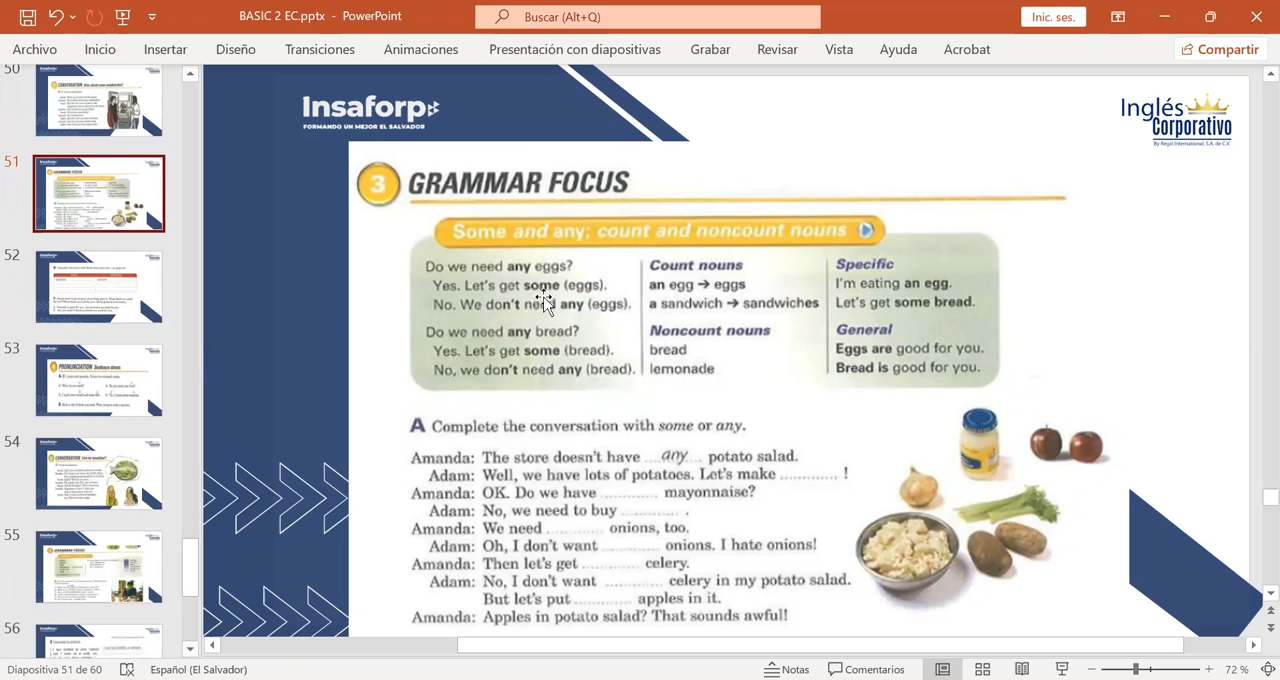 BASIC 2 EC.pptx - PowerPoint
Buscar (Alt+Q)
Inic. ses.
Archivo Inicio Insertar Diseño Transiciones Animaciones Presentación con diapositivas Grabar Revisar Vista Ayuda Acrobat
Compartir
50
51
52
53
54
55
56
Insaforp
FORMANDO UN MEJOR EL SALVADOR
Inglés
Corporativo
By Regal International, S.A. de C.V.
3 GRAMMAR FOCUS
Some and any; count and noncount nouns
Do we need any eggs?
Yes. Let's get some (eggs).
No. We don't need any (eggs).
Do we need any bread?
Yes. Let's get some (bread).
No, we don't need any (bread).
Count nouns
an egg → eggs
a sandwich → sandwiches
Noncount nouns
bread
lemonade
Specific
I'm eating an egg.
Let's get some bread.
General
Eggs are good for you.
Bread is good for you.
A Complete the conversation with some or any.
Amanda: The store doesn't have ....any.... potato salad.
Adam: Well, we have lots of potatoes. Let's make ............ !
Amanda: OK. Do we have ............ mayonnaise?
Adam: No, we need to buy ............ .
Amanda: We need ............ onions, too.
Adam: Oh, I don't want ............ onions. I hate onions!
Amanda: Then let's get ............ celery.
Adam: No, I don't want ............ celery in my potato salad.
But let's put ............ apples in it.
Amanda: Apples in potato salad? That sounds awful!
Diapositiva 51 de 60
Español (El Salvador)
Notas
Comentarios
72 %